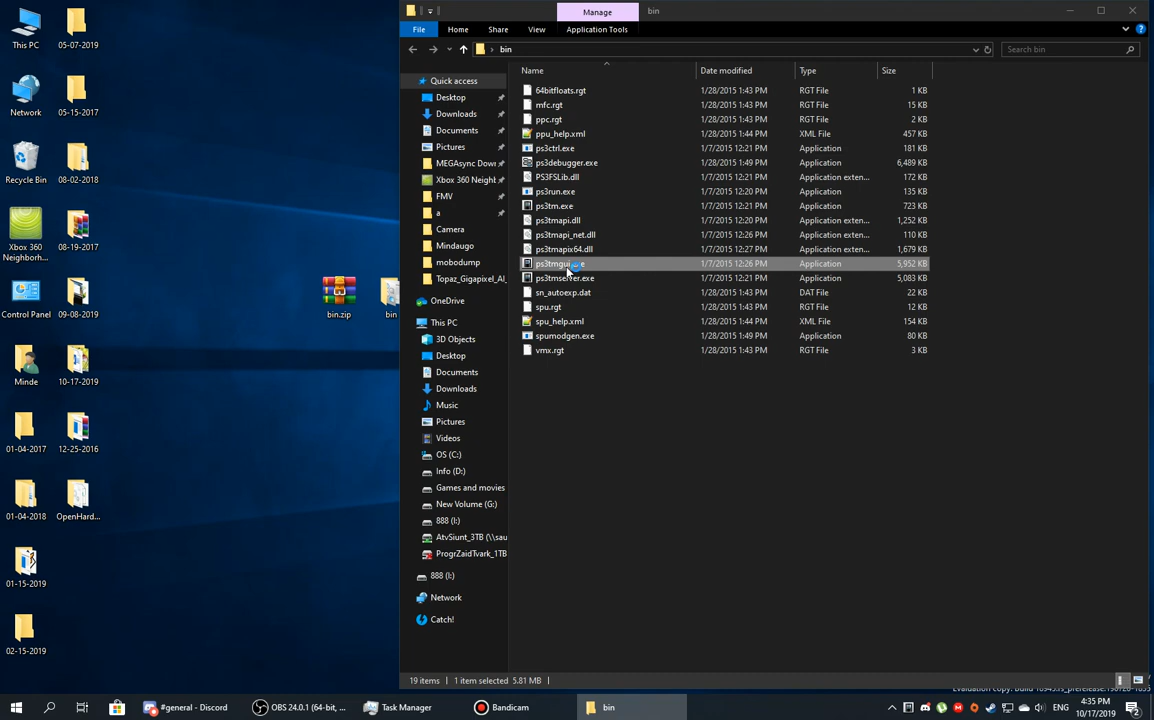 This PC
05-07-2019
Network
05-15-2017
Recycle Bin
08-02-2018
Xbox 360
Neighborh...
08-19-2017
Control Panel
09-08-2019
Minde
10-17-2019
01-04-2017
12-25-2016
01-04-2018
OpenHard...
01-15-2019
02-15-2019
bin.zip
bin
Manage
bin
File
Home
Share
View
Application Tools
bin
Search bin
Quick access
Desktop
Downloads
Documents
Pictures
MEGAsync Down
Xbox 360 Neight
FMV
a
Camera
Mindaugo
mobodump
Topaz_Gigapixel_AI_
OneDrive
This PC
3D Objects
Desktop
Documents
Downloads
Music
Pictures
Videos
OS (C:)
Info (D:)
Games and movies
New Volume (G:)
888 (I:)
AtvSiunt_3TB (\\sau
ProgrZaidTvark_1TB
888 (I:)
Network
Catch!
Name Date modified Type Size
64bitfloats.rgt 1/28/2015 1:43 PM RGT File 1 KB
mfc.rgt 1/28/2015 1:43 PM RGT File 15 KB
ppc.rgt 1/28/2015 1:43 PM RGT File 2 KB
ppu_help.xml 1/28/2015 1:44 PM XML File 457 KB
ps3ctrl.exe 1/7/2015 12:21 PM Application 181 KB
ps3debugger.exe 1/28/2015 1:49 PM Application 6,489 KB
PS3FSLib.dll 1/7/2015 12:21 PM Application exten... 172 KB
ps3run.exe 1/7/2015 12:20 PM Application 135 KB
ps3tm.exe 1/7/2015 12:21 PM Application 723 KB
ps3tmapi.dll 1/7/2015 12:20 PM Application exten... 1,252 KB
ps3tmapi_net.dll 1/7/2015 12:26 PM Application exten... 110 KB
ps3tmapix64.dll 1/7/2015 12:27 PM Application exten... 1,679 KB
1/7/2015 12:26 PM Application 5,952 KB
ps3tmserver.exe 1/7/2015 12:21 PM Application 5,083 KB
sn_autoexp.dat 1/28/2015 1:43 PM DAT File 22 KB
spu.rgt 1/28/2015 1:43 PM RGT File 12 KB
spu_help.xml 1/28/2015 1:44 PM XML File 154 KB
spumodgen.exe 1/28/2015 1:49 PM Application 80 KB
vmx.rgt 1/28/2015 1:43 PM RGT File 3 KB
19 items
1 item selected 5.81 MB
#general - Discord
OBS 24.0.1 (64-bit, ...
Task Manager
Bandicam
bin
ENG
4:35 PM
10/17/2019
2